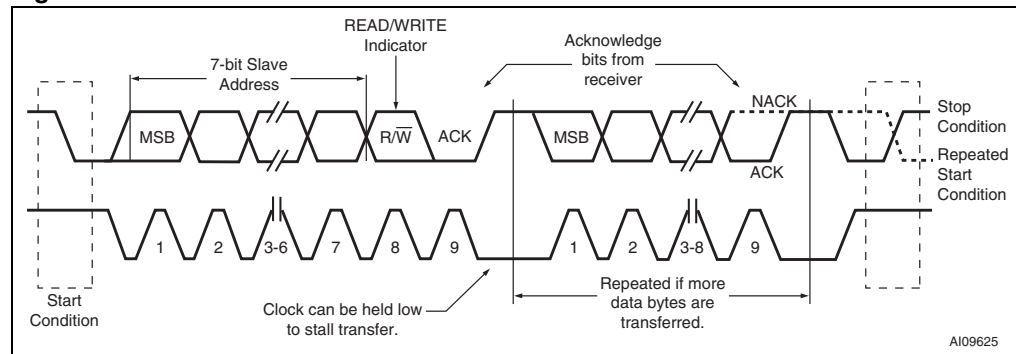 READ/WRITE
Indicator
Acknowledge
bits from
receiver
7-bit Slave
Address
NACK
Stop
Condition
MSB
R/W̅
ACK
MSB
ACK
Repeated
Start
Condition
1
2
3-6
7
8
9
1
2
3-8
9
Start
Condition
Clock can be held low
to stall transfer.
Repeated if more
data bytes are
transferred.
AI09625